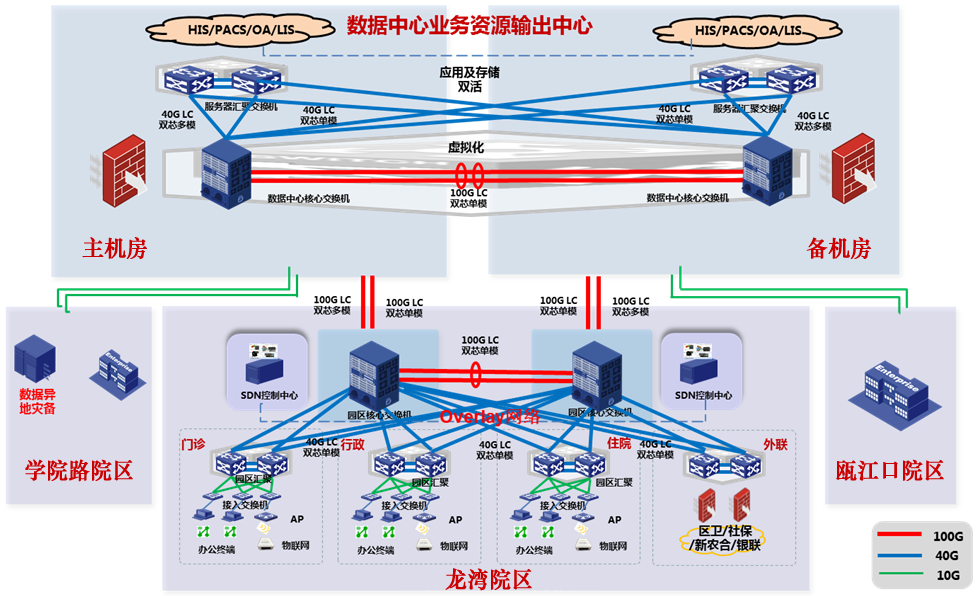 数据中心业务资源输出中心
HIS/PACS/OA/LIS
HIS/PACS/OA/LIS
应用及存储
双活
服务器汇聚交换机
服务器汇聚交换机
40G LC
双芯多模
40G LC
双芯单模
40G LC
双芯单模
40G LC
双芯多模
虚拟化
100G LC
双芯单模
数据中心核心交换机
数据中心核心交换机
主机房
备机房
100G LC
双芯多模
100G LC
双芯单模
100G LC
双芯单模
100G LC
双芯多模
100G LC
双芯单模
SDN控制中心
SDN控制中心
园区核心交换机
园区核心交换机
Overlay网络
Enterprise
数据异
地灾备
学院路院区
Enterprise
瓯江口院区
门诊
40G LC
双芯单模
行政
40G LC
双芯单模
住院
40G LC
双芯单模
外联
园区汇聚
园区汇聚
园区汇聚
接入交换机
接入交换机
接入交换机
AP
AP
AP
办公终端
物联网
办公终端
物联网
办公终端
物联网
区卫/社保
/新农合/银联
龙湾院区
100G
40G
10G